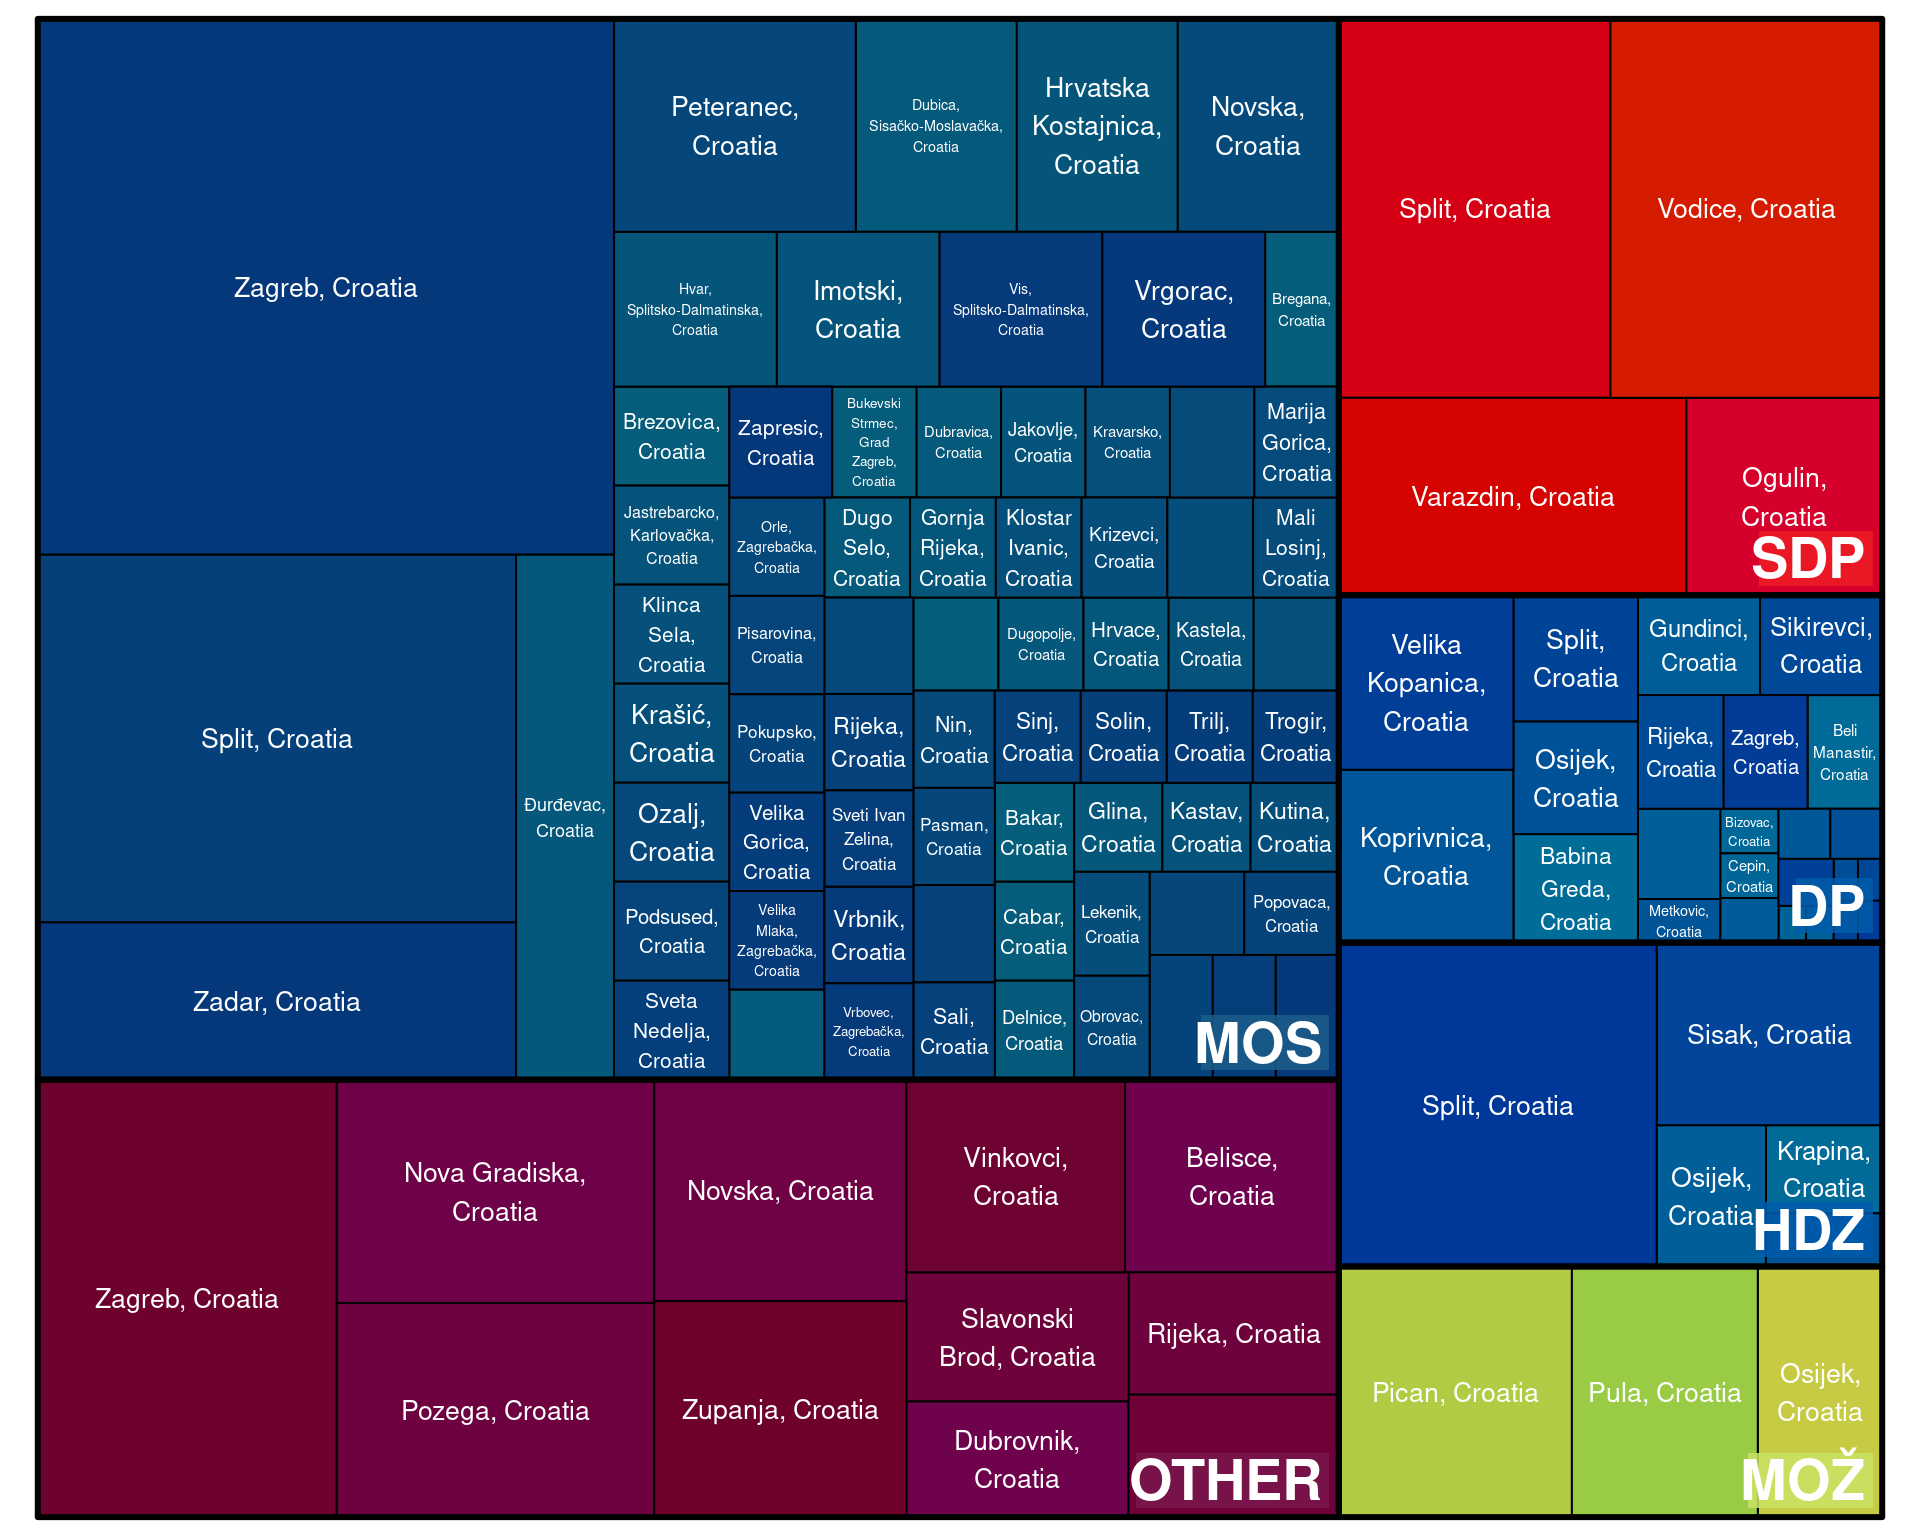 Zagreb, Croatia
Split, Croatia
Zadar, Croatia
Đurđevac,
Croatia
Peteranec,
Croatia
Dubica,
Sisačko-Moslavačka,
Croatia
Hrvatska
Kostajnica,
Croatia
Novska,
Croatia
Hvar,
Splitsko-Dalmatinska,
Croatia
Imotski,
Croatia
Vis,
Splitsko-Dalmatinska,
Croatia
Vrgorac,
Croatia
Bregana,
Croatia
Brezovica,
Croatia
Jastrebarcko,
Karlovačka,
Croatia
Klinca
Sela,
Croatia
Krašić,
Croatia
Ozalj,
Croatia
Podsused,
Croatia
Sveta
Nedelja,
Croatia
Zapresic,
Croatia
Bukevski
Strmec,
Grad
Zagreb,
Croatia
Dubravica,
Croatia
Jakovlje,
Croatia
Kravarsko,
Croatia
Marija
Gorica,
Croatia
Orle,
Zagrebačka,
Croatia
Pisarovina,
Croatia
Pokupsko,
Croatia
Velika
Gorica,
Croatia
Velika
Mlaka,
Zagrebačka,
Croatia
Dugo
Selo,
Croatia
Gornja
Rijeka,
Croatia
Klostar
Ivanic,
Croatia
Krizevci,
Croatia
Mali
Losinj,
Croatia
Rijeka,
Croatia
Sveti Ivan
Zelina,
Croatia
Vrbnik,
Croatia
Vrbovec,
Zagrebačka,
Croatia
Dugopolje,
Croatia
Hrvace,
Croatia
Kastela,
Croatia
Nin,
Croatia
Sinj,
Croatia
Solin,
Croatia
Trilj,
Croatia
Trogir,
Croatia
Pasman,
Croatia
Sali,
Croatia
Bakar,
Croatia
Cabar,
Croatia
Delnice,
Croatia
Glina,
Croatia
Kastav,
Croatia
Kutina,
Croatia
Lekenik,
Croatia
Obrovac,
Croatia
Popovaca,
Croatia
MOS
Zagreb, Croatia
Nova Gradiska,
Croatia
Pozega, Croatia
Novska, Croatia
Zupanja, Croatia
Vinkovci,
Croatia
Belisce,
Croatia
Slavonski
Brod, Croatia
Dubrovnik,
Croatia
Rijeka, Croatia
OTHER
Split, Croatia
Vodice, Croatia
Varazdin, Croatia
Ogulin,
Croatia
SDP
Velika
Kopanica,
Croatia
Koprivnica,
Croatia
Split,
Croatia
Osijek,
Croatia
Babina
Greda,
Croatia
Gundinci,
Croatia
Sikirevci,
Croatia
Rijeka,
Croatia
Zagreb,
Croatia
Beli
Manastir,
Croatia
Bizovac,
Croatia
Cepin,
Croatia
Metkovic,
Croatia
DP
Split, Croatia
Sisak, Croatia
Osijek,
Croatia
Krapina,
Croatia
HDZ
Pican, Croatia
Pula, Croatia
Osijek,
Croatia
MOŽ